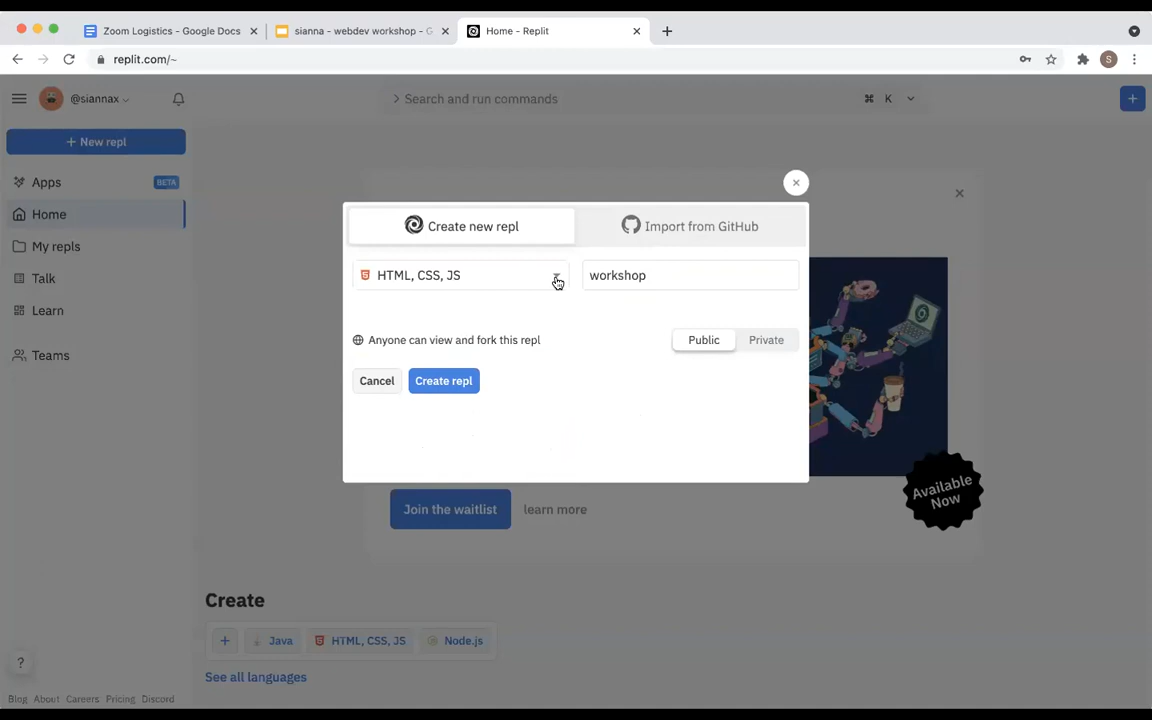 Zoom Logistics - Google Docs
sianna - webdev workshop - G
Home - Replit
replit.com/~
S
@siannax
Search and run commands
⌘ K
+ New repl
Apps BETA
Home
My repls
Talk
Learn
Teams
Create new repl
Import from GitHub
HTML, CSS, JS
workshop
Anyone can view and fork this repl
Public
Private
Cancel
Create repl
Join the waitlist
learn more
Available
Now
Create
+
Java
HTML, CSS, JS
Node.js
See all languages
?
Blog About Careers Pricing Discord